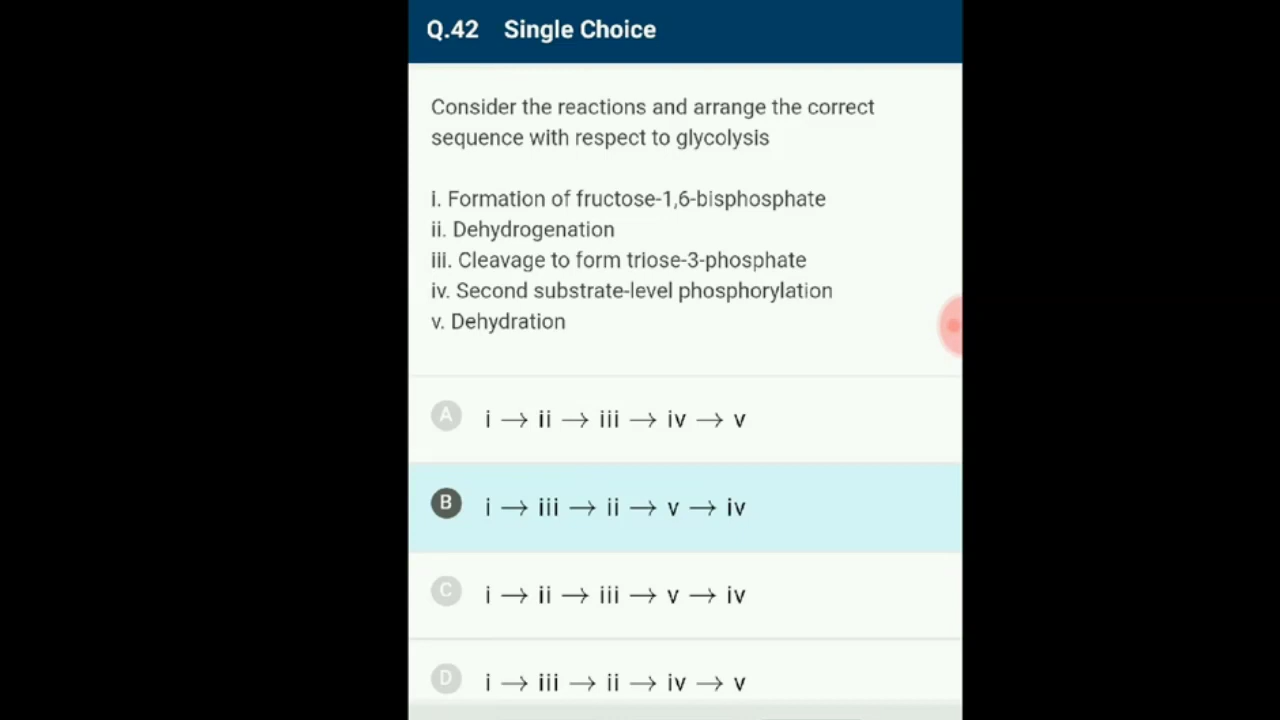 Q.42 Single Choice
Consider the reactions and arrange the correct
sequence with respect to glycolysis
i. Formation of fructose-1,6-bisphosphate
ii. Dehydrogenation
iii. Cleavage to form triose-3-phosphate
iv. Second substrate-level phosphorylation
v. Dehydration
A i → ii → iii → iv → v
B i → iii → ii → v → iv
C i → ii → iii → v → iv
D i → iii → ii → iv → v